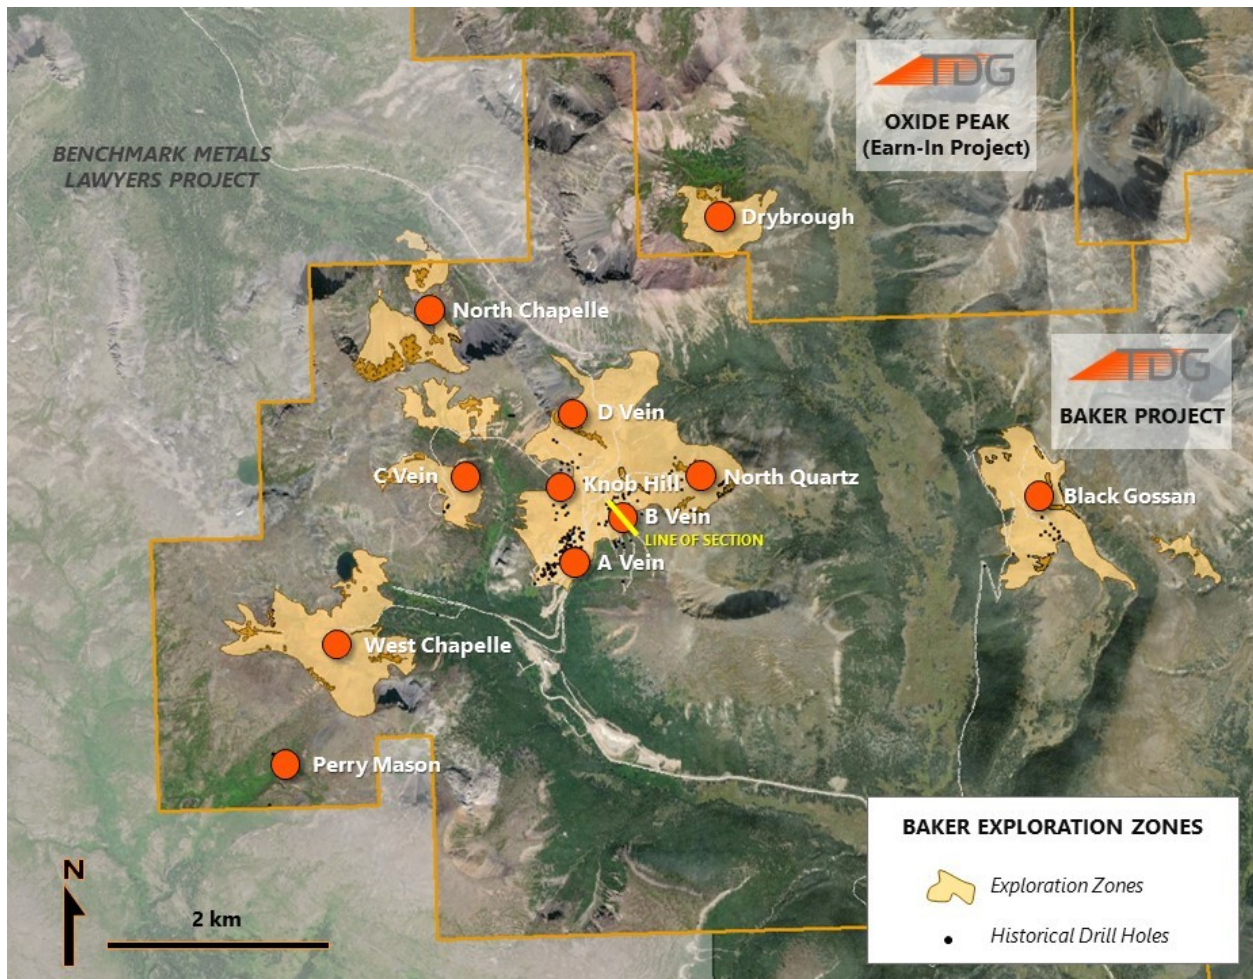 TDG
OXIDE PEAK
(Earn-In Project)
BENCHMARK METALS
LAWYERS PROJECT
Drybrough
North Chapelle
TDG
BAKER PROJECT
D Vein
C Vein
Knob Hill
North Quartz
Black Gossan
B Vein
LINE OF SECTION
A Vein
West Chapelle
Perry Mason
N
2 km
BAKER EXPLORATION ZONES
Exploration Zones
Historical Drill Holes